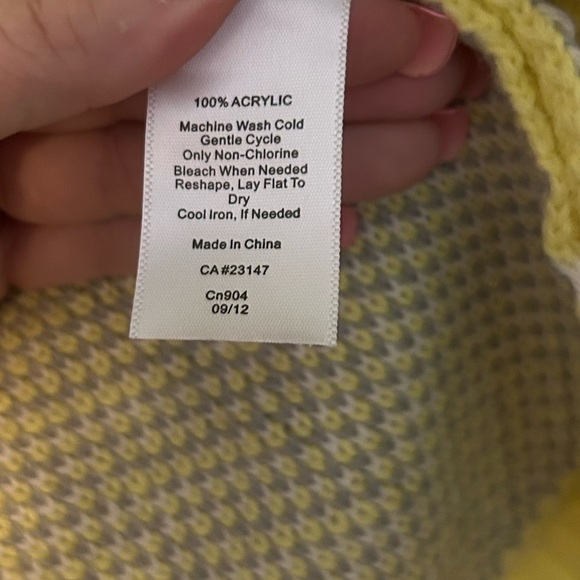 100% ACRYLIC
Machine Wash Cold
Gentle Cycle
Only Non-Chlorine
Bleach When Needed
Reshape, Lay Flat To
Dry
Cool Iron, If Needed
Made In China
CA#23147
Cn904
09/12